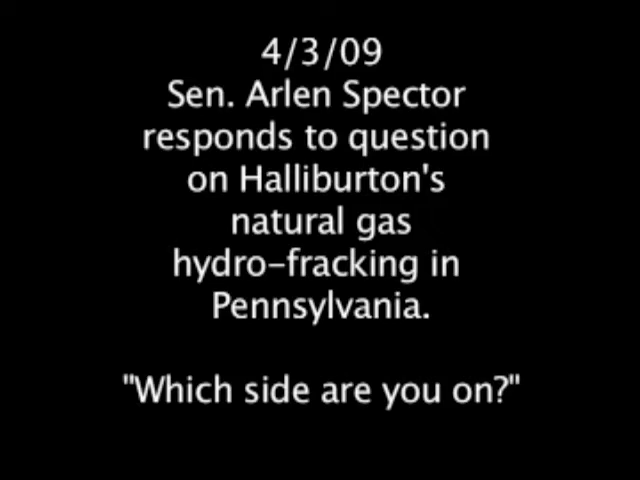 4/3/09
Sen. Arlen Spector
responds to question
on Halliburton's
natural gas
hydro-fracking in
Pennsylvania.
"Which side are you on?"